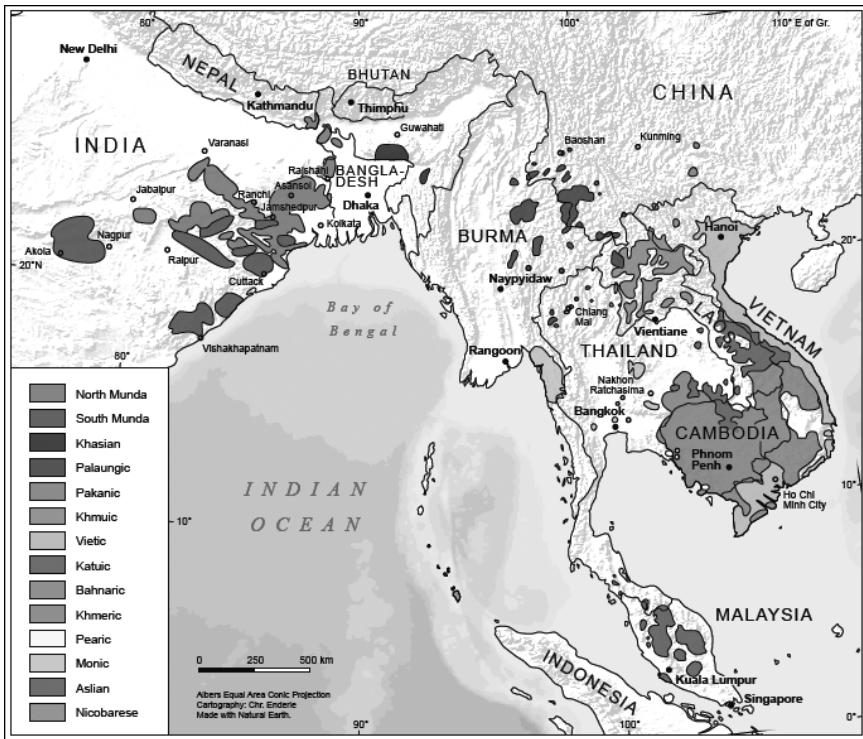 80°
90°
100°
110° E of Gr.
New Delhi
NEPAL
BHUTAN
Kathmandu
Thimphu
CHINA
Guwahati
Baoshan
Kunming
INDIA
Varanasi
Rajshahi
BANGLA-
DESH
Jabalpur
Ranchi
Asansol
Jamshedpur
Dhaka
Kolkata
BURMA
Hanoi
20°
Akola
Nagpur
Raipur
20°N
Cuttack
Naypyidaw
Bay of
Bengal
Chiang
Mai
LAOS
VIETNAM
Vientiane
Vishakhapatnam
80°
Rangoon
THAILAND
Nakhon
Ratchasima
Bangkok
CAMBODIA
Phnom
Penh
Ho Chi
Minh City
10°
INDIAN
OCEAN
10°
North Munda
South Munda
Khasian
Palaungic
Pakanic
Khmuic
Vietic
Katuic
Bahnaric
Khmeric
Pearic
Monic
Aslian
Nicobarese
MALAYSIA
Kuala Lumpur
Singapore
INDONESIA
0 250 500 km
Albers Equal Area Conic Projection
Cartography: Chr. Enderle
Made with Natural Earth.
90°
100°
0°